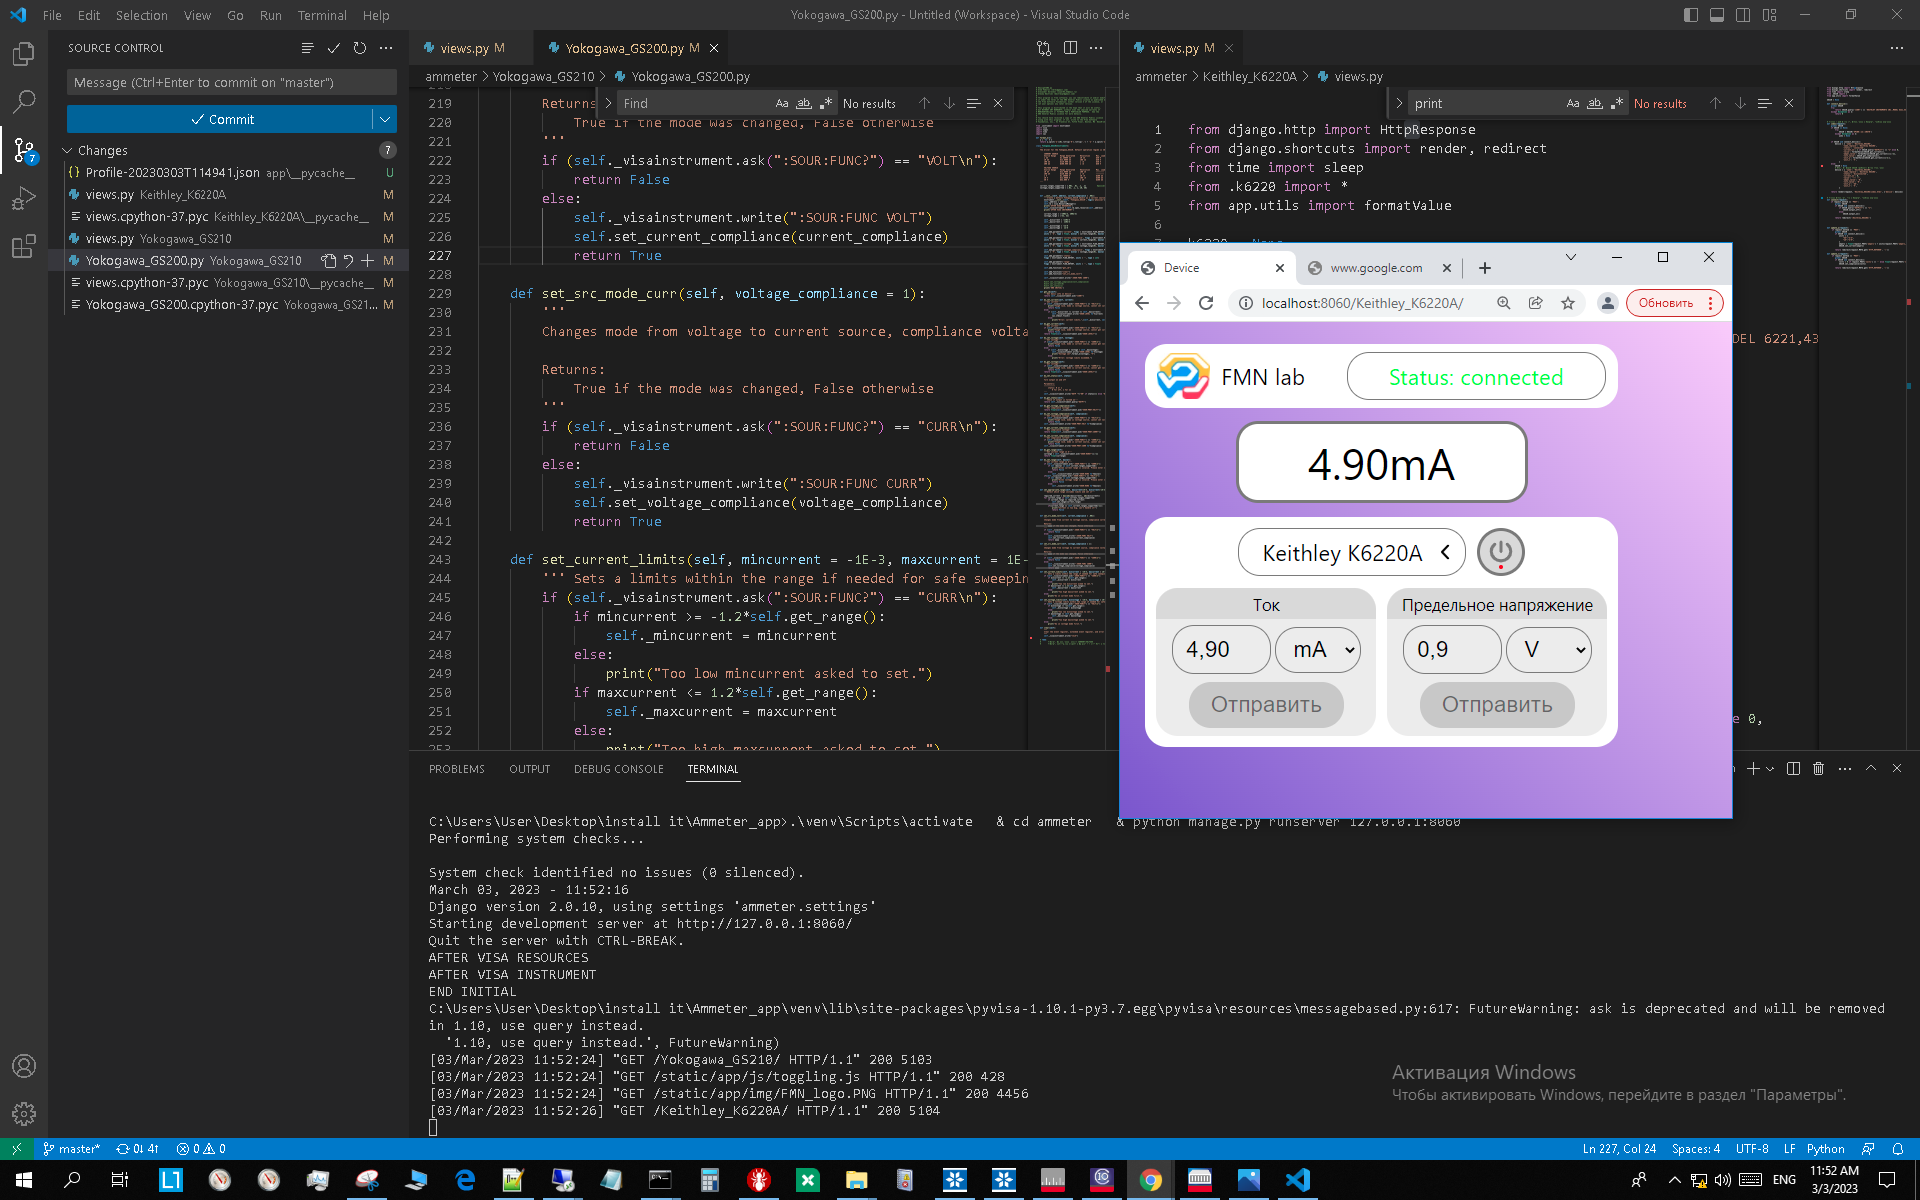 File Edit Selection View Go Run Terminal Help
Yokogawa_GS200.py - Untitled (Workspace) - Visual Studio Code
SOURCE CONTROL
Message (Ctrl+Enter to commit on "master")
Commit
Changes 7
{} Profile-20230303T114941.json app\__pycache__ U
views.py Keithley_K6220A M
views.cpython-37.pyc Keithley_K6220A\__pycache__ M
views.py Yokogawa_GS210 M
Yokogawa_GS200.py Yokogawa_GS210 M
views.cpython-37.pyc Yokogawa_GS210\__pycache__ M
Yokogawa_GS200.cpython-37.pyc Yokogawa_GS21... M
7
views.py M
Yokogawa_GS200.py M
ammeter > Yokogawa_GS210 > Yokogawa_GS200.py
Find Aa ab No results
219 Returns
220 True if the mode was changed, False otherwise
221 '''
222 if (self._visainstrument.ask(":SOUR:FUNC?") == "VOLT\n"):
223 return False
224 else:
225 self._visainstrument.write(":SOUR:FUNC VOLT")
226 self.set_current_compliance(current_compliance)
227 return True
228
229 def set_src_mode_curr(self, voltage_compliance = 1):
230 '''
231 Changes mode from voltage to current source, compliance volta
232
233 Returns:
234 True if the mode was changed, False otherwise
235 '''
236 if (self._visainstrument.ask(":SOUR:FUNC?") == "CURR\n"):
237 return False
238 else:
239 self._visainstrument.write(":SOUR:FUNC CURR")
240 self.set_voltage_compliance(voltage_compliance)
241 return True
242
243 def set_current_limits(self, mincurrent = -1E-3, maxcurrent = 1E-
244 ''' Sets a limits within the range if needed for safe sweepin
245 if (self._visainstrument.ask(":SOUR:FUNC?") == "CURR\n"):
246 if mincurrent >= -1.2*self.get_range():
247 self._mincurrent = mincurrent
248 else:
249 print("Too low mincurrent asked to set.")
250 if maxcurrent <= 1.2*self.get_range():
251 self._maxcurrent = maxcurrent
252 else:
253 print("Too high maxcurrent asked to set.")
views.py M
ammeter > Keithley_K6220A > views.py
print Aa ab No results
1 from django.http import HttpResponse
2 from django.shortcuts import render, redirect
3 from time import sleep
4 from .k6220 import *
5 from app.utils import formatValue
6
7 k6220 = None
DEL 6221,43
e 0,
Device
www.google.com
localhost:8060/Keithley_K6220A/
Обновить
FMN lab
Status: connected
4.90mA
Keithley K6220A
Ток
4,90 mA
Отправить
Предельное напряжение
0,9 V
Отправить
PROBLEMS OUTPUT DEBUG CONSOLE TERMINAL
C:\Users\User\Desktop\install it\Ammeter_app>.\venv\Scripts\activate & cd ammeter & python manage.py runserver 127.0.0.1:8060
Performing system checks...
System check identified no issues (0 silenced).
March 03, 2023 - 11:52:16
Django version 2.0.10, using settings 'ammeter.settings'
Starting development server at http://127.0.0.1:8060/
Quit the server with CTRL-BREAK.
AFTER VISA RESOURCES
AFTER VISA INSTRUMENT
END INITIAL
C:\Users\User\Desktop\install it\Ammeter_app\venv\lib\site-packages\pyvisa-1.10.1-py3.7.egg\pyvisa\resources\messagebased.py:617: FutureWarning: ask is deprecated and will be removed
in 1.10, use query instead.
'1.10, use query instead.', FutureWarning)
[03/Mar/2023 11:52:24] "GET /Yokogawa_GS210/ HTTP/1.1" 200 5103
[03/Mar/2023 11:52:24] "GET /static/app/js/toggling.js HTTP/1.1" 200 428
[03/Mar/2023 11:52:24] "GET /static/app/img/FMN_logo.PNG HTTP/1.1" 200 4456
[03/Mar/2023 11:52:26] "GET /Keithley_K6220A/ HTTP/1.1" 200 5104
Активация Windows
Чтобы активировать Windows, перейдите в раздел "Параметры".
master* 0↓ 4↑ 0 0
Ln 227, Col 24 Spaces: 4 UTF-8 LF Python
ENG
11:52 AM
3/3/2023